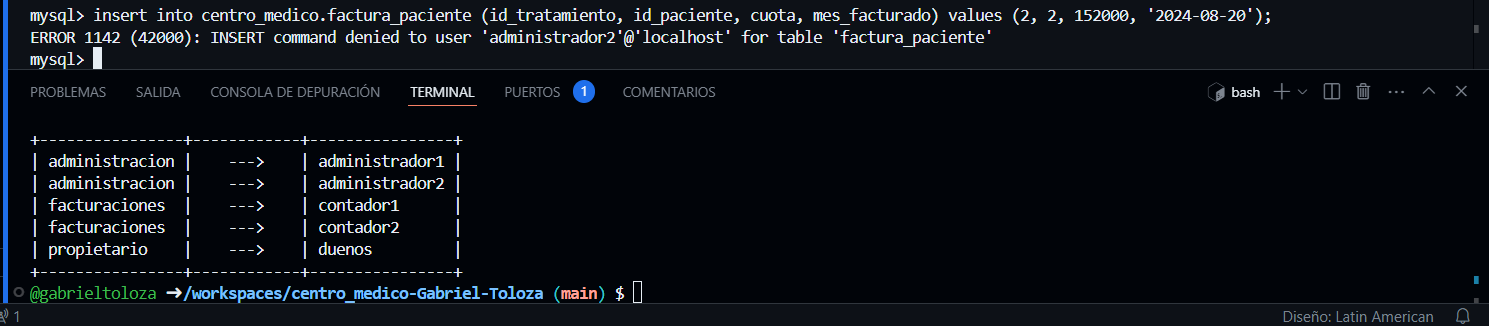 mysql> insert into centro_medico.factura_paciente (id_tratamiento, id_paciente, cuota, mes_facturado) values (2, 2, 152000, '2024-08-20');
ERROR 1142 (42000): INSERT command denied to user 'administrador2'@'localhost' for table 'factura_paciente'
mysql>
PROBLEMAS SALIDA CONSOLA DE DEPURACIÓN TERMINAL PUERTOS 1 COMENTARIOS bash
+----------------+------------+----------------+
| administracion |    --->    | administrador1 |
| administracion |    --->    | administrador2 |
| facturaciones  |    --->    | contador1      |
| facturaciones  |    --->    | contador2      |
| propietario    |    --->    | duenos         |
+----------------+------------+----------------+
@gabrieltoloza ➜/workspaces/centro_medico-Gabriel-Toloza (main) $
1 Diseño: Latin American